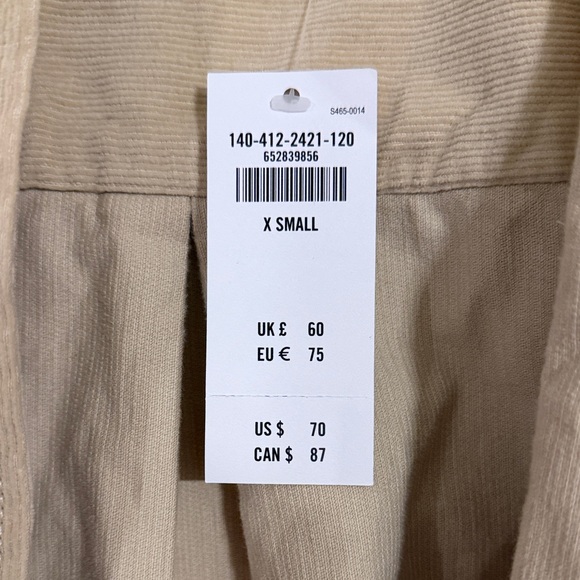 S465-0014
140-412-2421-120
652839856
X SMALL
UK £ 60
EU € 75
US $ 70
CAN $ 87